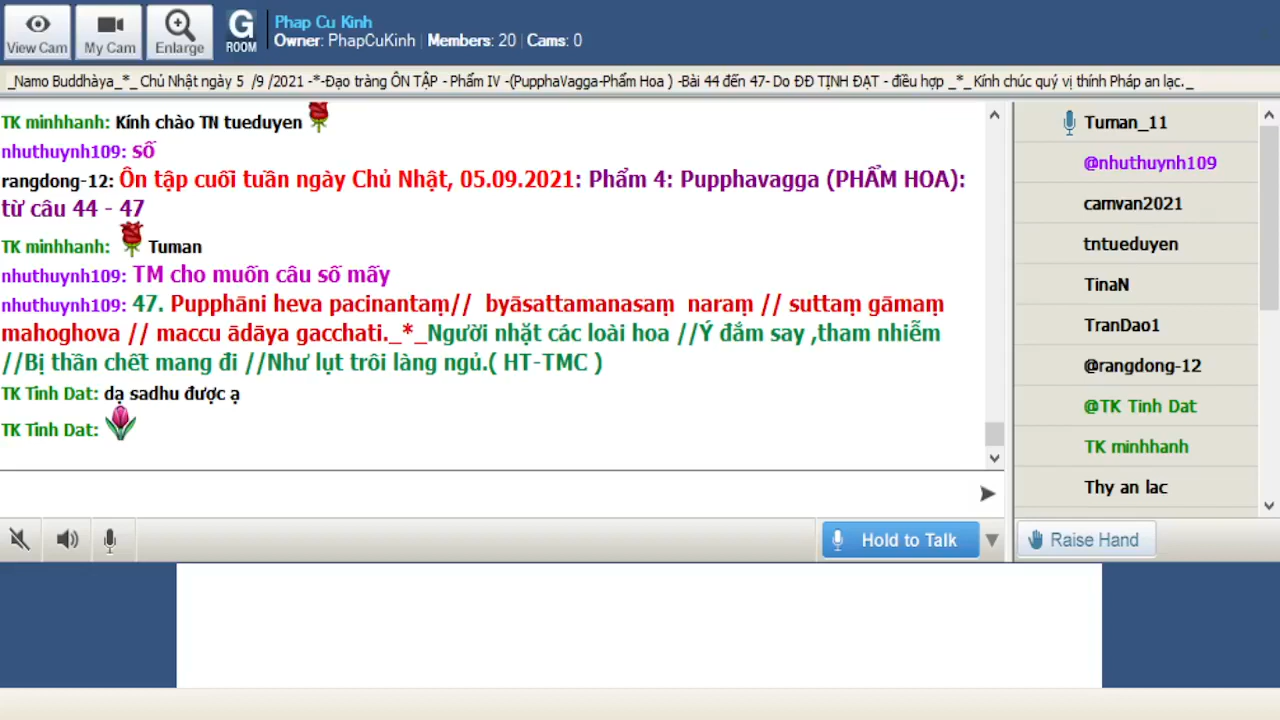 View Cam
My Cam
Enlarge
G
ROOM
Phap Cu Kinh
Owner: PhapCuKinh | Members: 20 | Cams: 0
_Namo Buddhàya_*_ Chủ Nhật ngày 5 /9 /2021 -*-Đạo tràng ÔN TẬP - Phẩm IV -(PupphaVagga-Phẩm Hoa ) -Bài 44 đến 47- Do ĐĐ TỊNH ĐẠT - điều hợp _*_ Kính chúc quý vị thính Pháp an lạc._
TK minhhanh: Kính chào TN tueduyen
nhuthuynh109: số
rangdong-12: Ôn tập cuối tuần ngày Chủ Nhật, 05.09.2021: Phẩm 4: Pupphavagga (PHẨM HOA):
từ câu 44 - 47
TK minhhanh: Tuman
nhuthuynh109: TM cho muốn câu số mấy
nhuthuynh109: 47. Pupphāni heva pacinantaṃ// byāsattamanasaṃ naraṃ // suttaṃ gāmaṃ
mahoghova // maccu ādāya gacchati._*_Người nhặt các loài hoa //Ý đắm say ,tham nhiễm
//Bị thần chết mang đi //Như lụt trôi làng ngủ.( HT-TMC )
TK Tinh Dat: dạ sadhu được ạ
TK Tinh Dat:
Tuman_11
@nhuthuynh109
camvan2021
tntueduyen
TinaN
TranDao1
@rangdong-12
@TK Tinh Dat
TK minhhanh
Thy an lac
Hold to Talk
Raise Hand